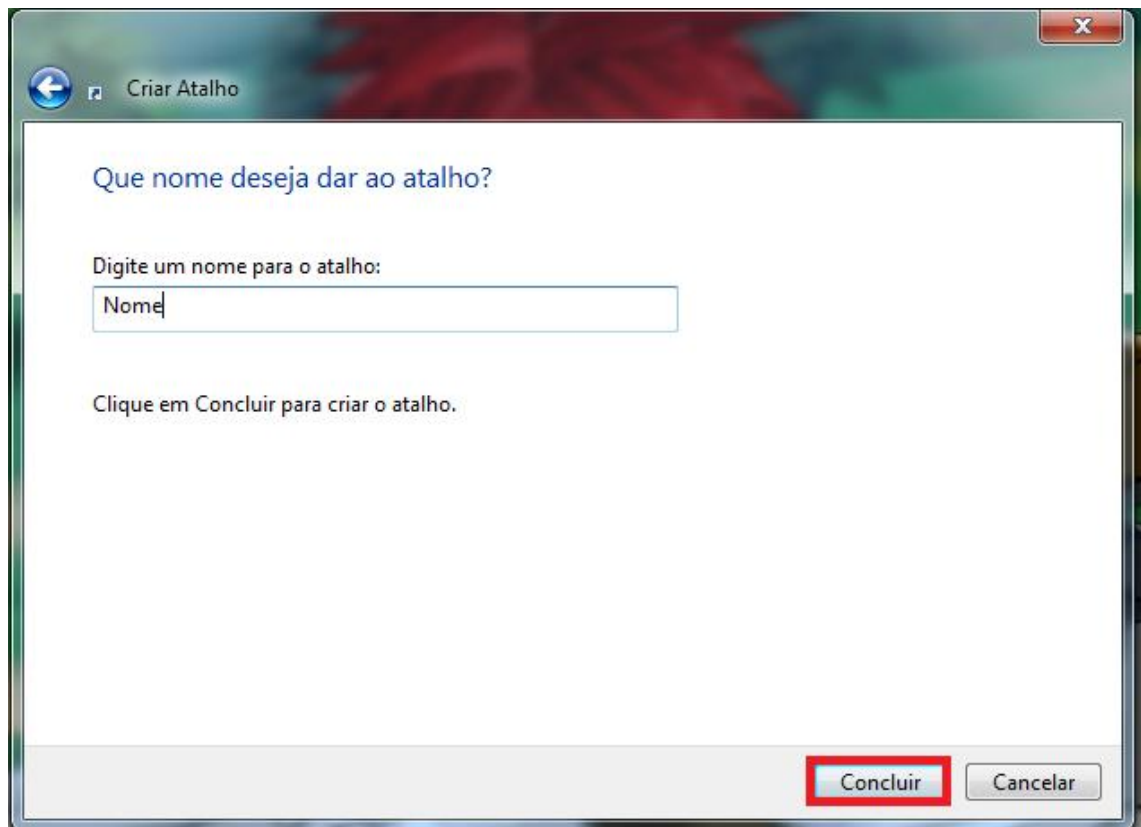 Criar Atalho
Que nome deseja dar ao atalho?
Digite um nome para o atalho:
Nome
Clique em Concluir para criar o atalho.
Concluir
Cancelar